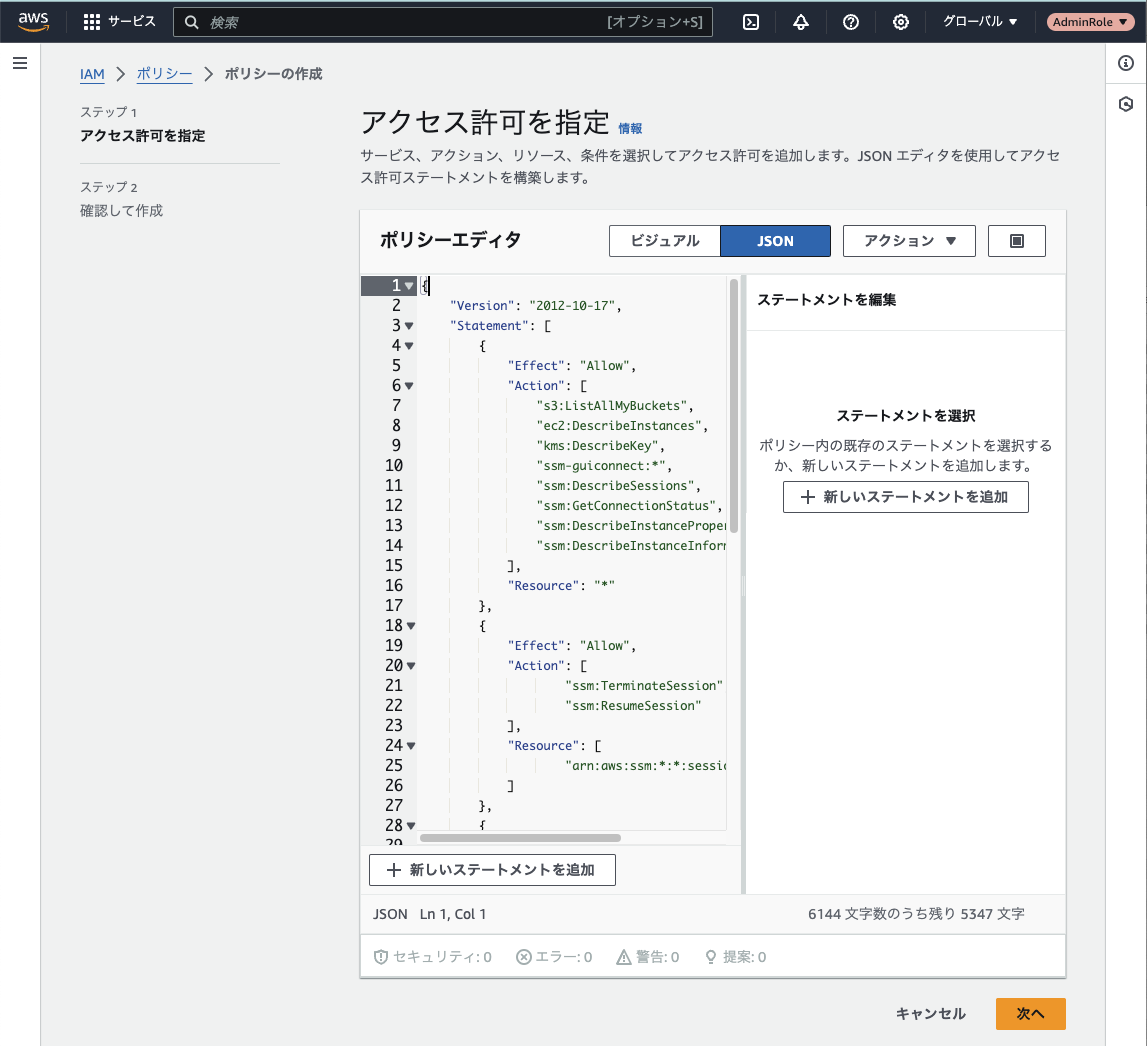 aws
サービス
検索
[オプション+S]
グローバル
AdminRole
IAM
ポリシー
ポリシーの作成
ステップ 1
アクセス許可を指定
ステップ 2
確認して作成
アクセス許可を指定 情報
サービス、アクション、リソース、条件を選択してアクセス許可を追加します。JSON エディタを使用してアクセ
ス許可ステートメントを構築します。
ポリシーエディタ
ビジュアル
JSON
アクション
1 {
2 "Version": "2012-10-17",
3 "Statement": [
4 {
5 "Effect": "Allow",
6 "Action": [
7 "s3:ListAllMyBuckets",
8 "ec2:DescribeInstances",
9 "kms:DescribeKey",
10 "ssm-guiconnect:*",
11 "ssm:DescribeSessions",
12 "ssm:GetConnectionStatus",
13 "ssm:DescribeInstanceProper
14 "ssm:DescribeInstanceInform
15 ],
16 "Resource": "*"
17 },
18 {
19 "Effect": "Allow",
20 "Action": [
21 "ssm:TerminateSession"
22 "ssm:ResumeSession"
23 ],
24 "Resource": [
25 "arn:aws:ssm:*:*:sessio
26 ]
27 },
28 {
29
ステートメントを編集
ステートメントを選択
ポリシー内の既存のステートメントを選択する
か、新しいステートメントを追加します。
新しいステートメントを追加
新しいステートメントを追加
JSON Ln 1, Col 1
6144 文字数のうち残り 5347 文字
セキュリティ: 0
エラー: 0
警告: 0
提案: 0
キャンセル
次へ